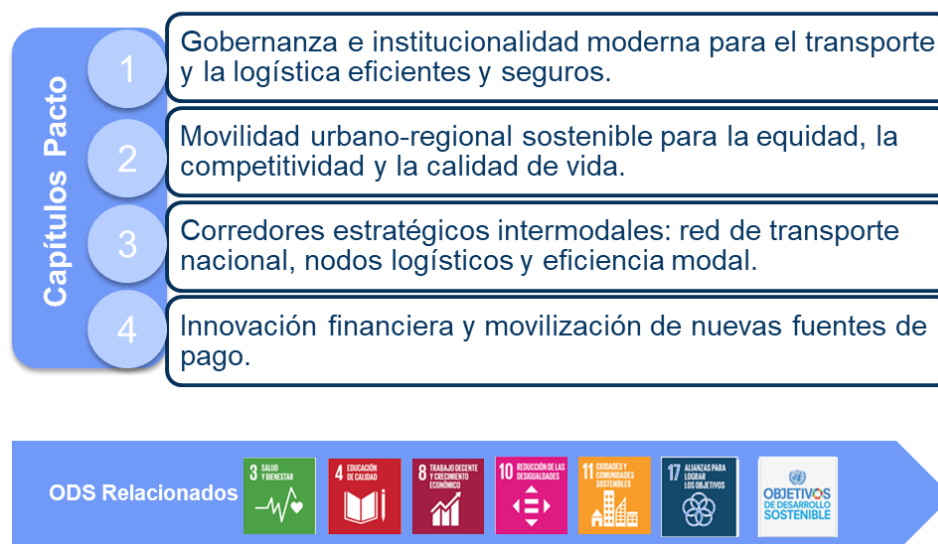 Capítulos Pacto
1
Gobernanza e institucionalidad moderna para el transporte
y la logística eficientes y seguros.
2
Movilidad urbano-regional sostenible para la equidad, la
competitividad y la calidad de vida.
3
Corredores estratégicos intermodales: red de transporte
nacional, nodos logísticos y eficiencia modal.
4
Innovación financiera y movilización de nuevas fuentes de
pago.
ODS Relacionados
3 SALUD
Y BIENESTAR
4 EDUCACIÓN
DE CALIDAD
8 TRABAJO DECENTE
Y CRECIMIENTO
ECONÓMICO
10 REDUCCIÓN DE LAS
DESIGUALDADES
11 CIUDADES Y
COMUNIDADES
SOSTENIBLES
17 ALIANZAS PARA
LOGRAR
LOS OBJETIVOS
OBJETIVOS
DE DESARROLLO
SOSTENIBLE